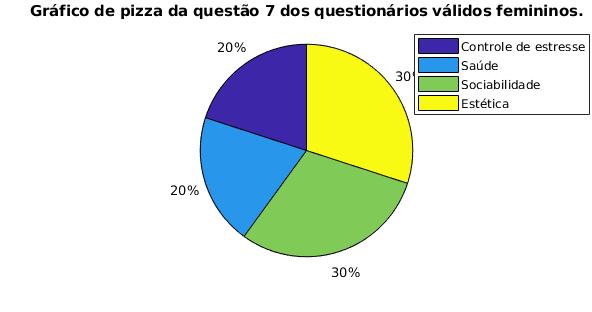 Gráfico de pizza da questão 7 dos questionários válidos femininos.
20%
30%
Controle de estresse
Saúde
Sociabilidade
Estética
20%
30%